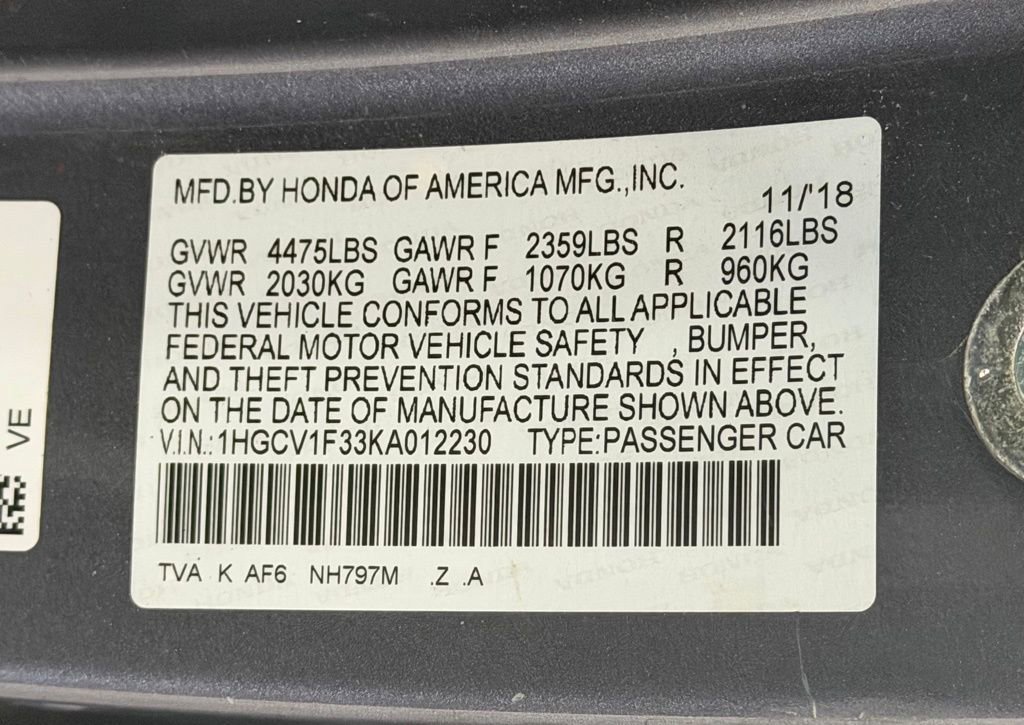 MFD.BY HONDA OF AMERICA MFG.,INC.
11/'18
GVWR 4475LBS GAWR F 2359LBS R 2116LBS
GVWR 2030KG GAWR F 1070KG R 960KG
THIS VEHICLE CONFORMS TO ALL APPLICABLE
FEDERAL MOTOR VEHICLE SAFETY , BUMPER,
AND THEFT PREVENTION STANDARDS IN EFFECT
ON THE DATE OF MANUFACTURE SHOWN ABOVE.
V.I.N.:1HGCV1F33KA012230 TYPE:PASSENGER CAR
TVA K AF6 NH797M .Z .A
VE